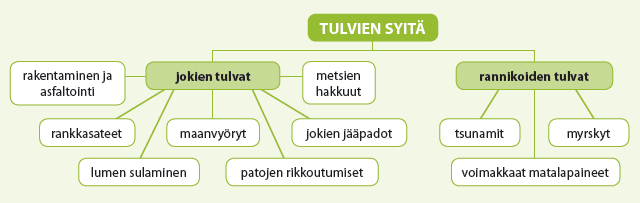 TULVIEN SYITÄ
rakentaminen ja
asfaltointi
jokien tulvat
metsien
hakkuut
rannikoiden tulvat
rankkasateet
maanvyöryt
jokien jääpadot
tsunamit
myrskyt
lumen sulaminen
patojen rikkoutumiset
voimakkaat matalapaineet